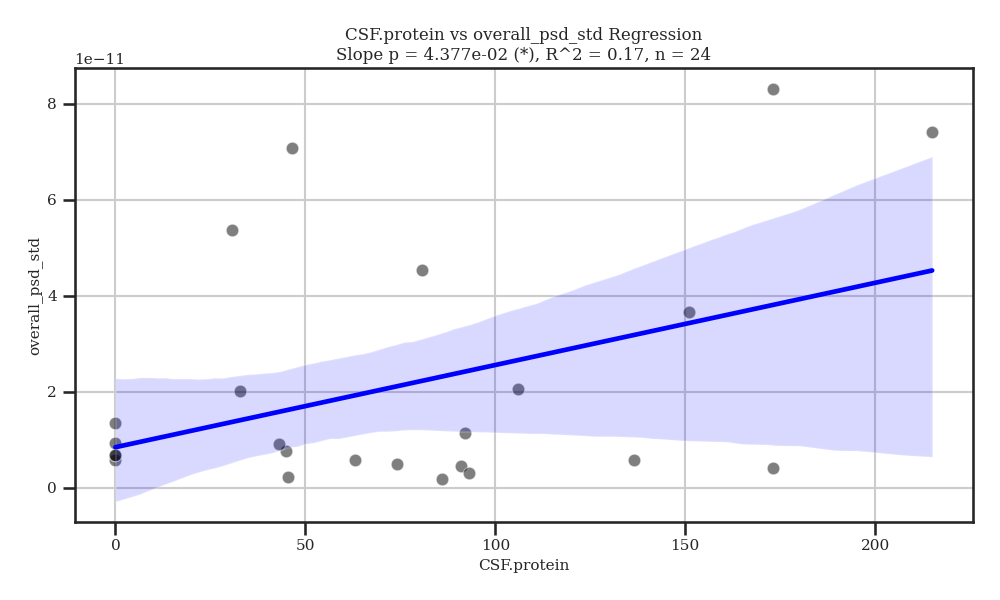 CSF.protein vs overall_psd_std Regression
Slope p = 4.377e-02 (*), R^2 = 0.17, n = 24
1e−11
8
6
4
2
0
overall_psd_std
0 50 100 150 200
CSF.protein